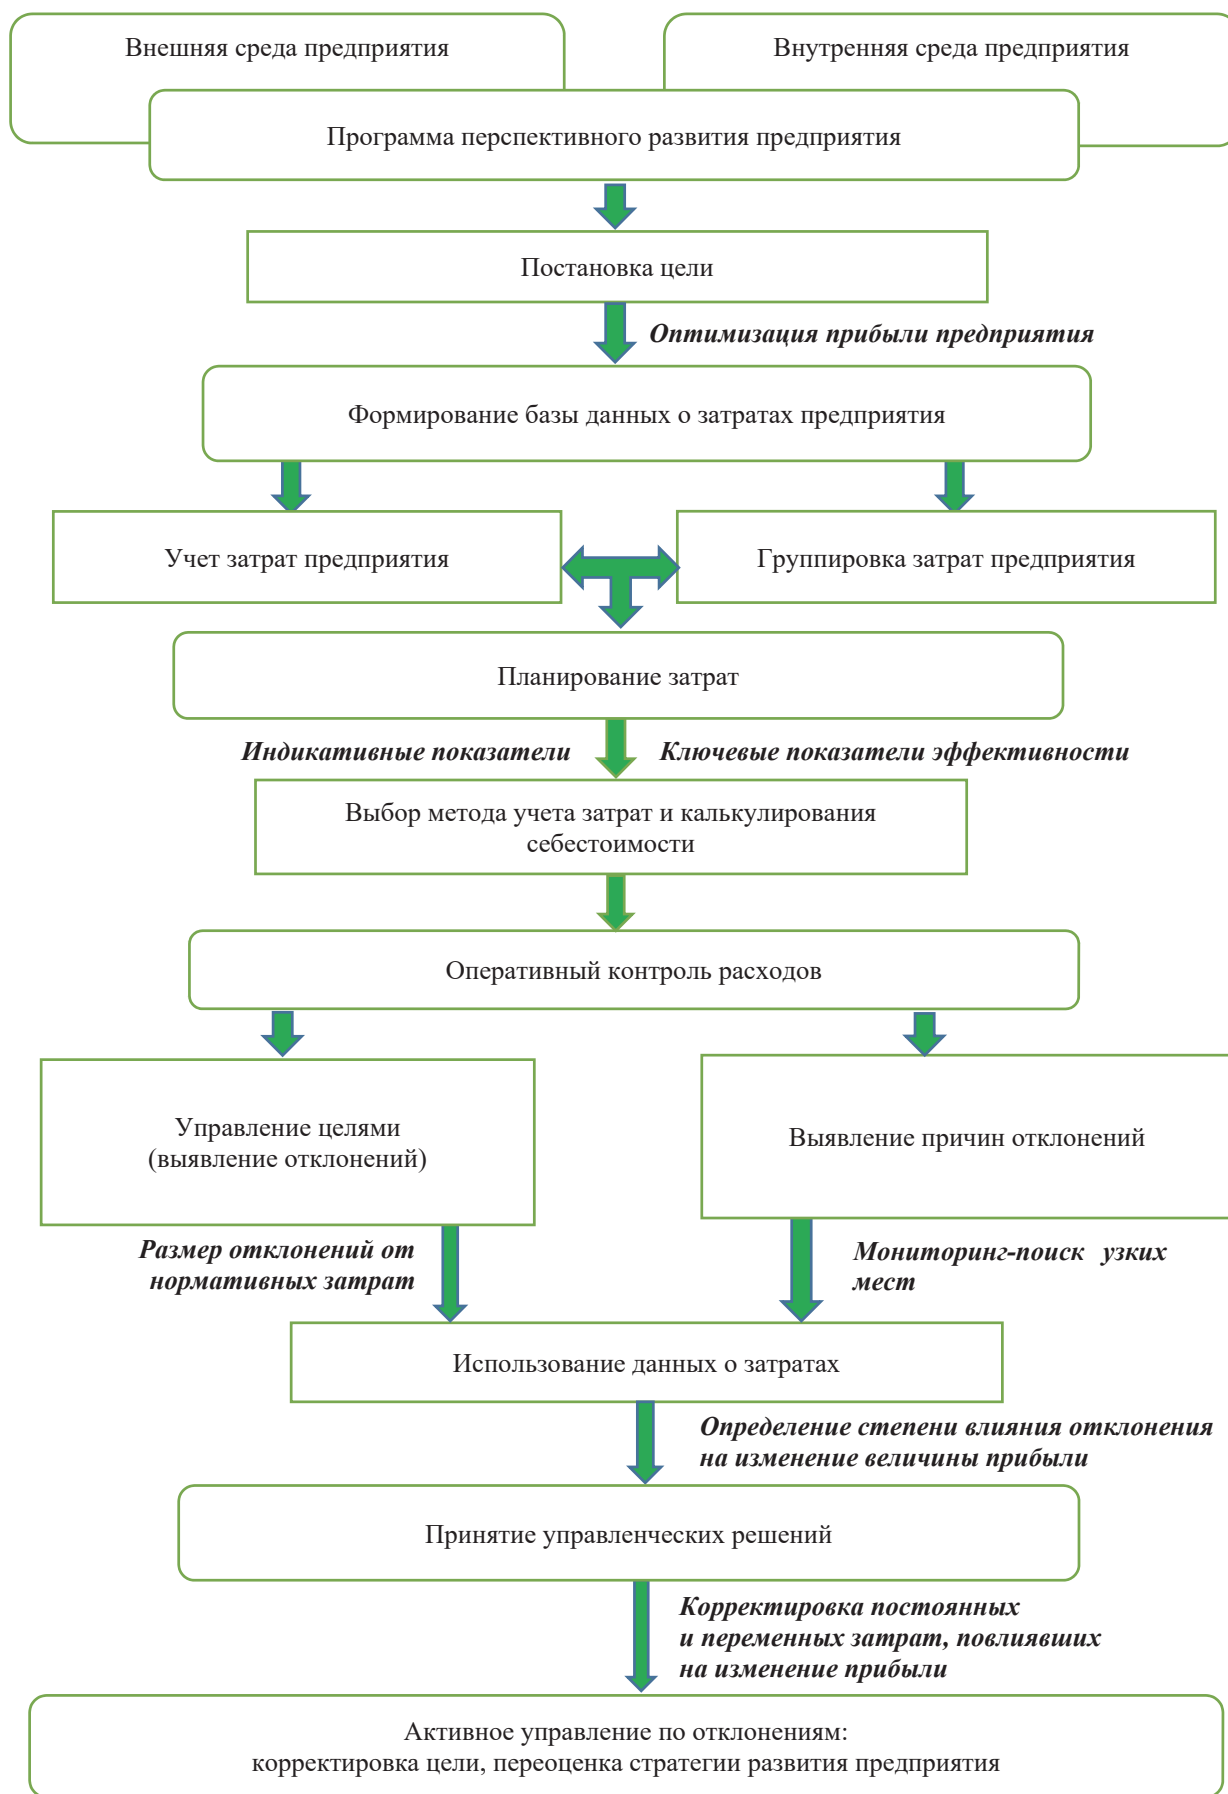 Внешняя среда предприятия
Внутренняя среда предприятия
Программа перспективного развития предприятия
Постановка цели
Оптимизация прибыли предприятия
Формирование базы данных о затратах предприятия
Учет затрат предприятия
Группировка затрат предприятия
Планирование затрат
Индикативные показатели
Ключевые показатели эффективности
Выбор метода учета затрат и калькулирования
себестоимости
Оперативный контроль расходов
Управление целями
(выявление отклонений)
Выявление причин отклонений
Размер отклонений от
нормативных затрат
Мониторинг-поиск узких
мест
Использование данных о затратах
Определение степени влияния отклонения
на изменение величины прибыли
Принятие управленческих решений
Корректировка постоянных
и переменных затрат, повлиявших
на изменение прибыли
Активное управление по отклонениям:
корректировка цели, переоценка стратегии развития предприятия